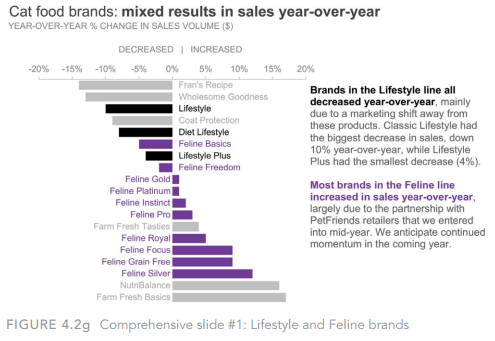 Cat food brands: mixed results in sales year-over-year
YEAR-OVER-YEAR % CHANGE IN SALES VOLUME ($)
DECREASED | INCREASED
-20% -15% -10% -5% 0% 5% 10% 15% 20%
Fran's Recipe
Wholesome Goodness
Lifestyle
Coat Protection
Diet Lifestyle
Feline Basics
Lifestyle Plus
Feline Freedom
Feline Gold
Feline Platinum
Feline Instinct
Feline Pro
Farm Fresh Tasties
Feline Royal
Feline Focus
Feline Grain Free
Feline Silver
NutriBalance
Farm Fresh Basics
Brands in the Lifestyle line all
decreased year-over-year, mainly
due to a marketing shift away from
these products. Classic Lifestyle had
the biggest decrease in sales, down
10% year-over-year, while Lifestyle
Plus had the smallest decrease (4%).
Most brands in the Feline line
increased in sales year-over-year,
largely due to the partnership with
PetFriends retailers that we entered
into mid-year. We anticipate continued
momentum in the coming year.
FIGURE 4.2g Comprehensive slide #1: Lifestyle and Feline brands